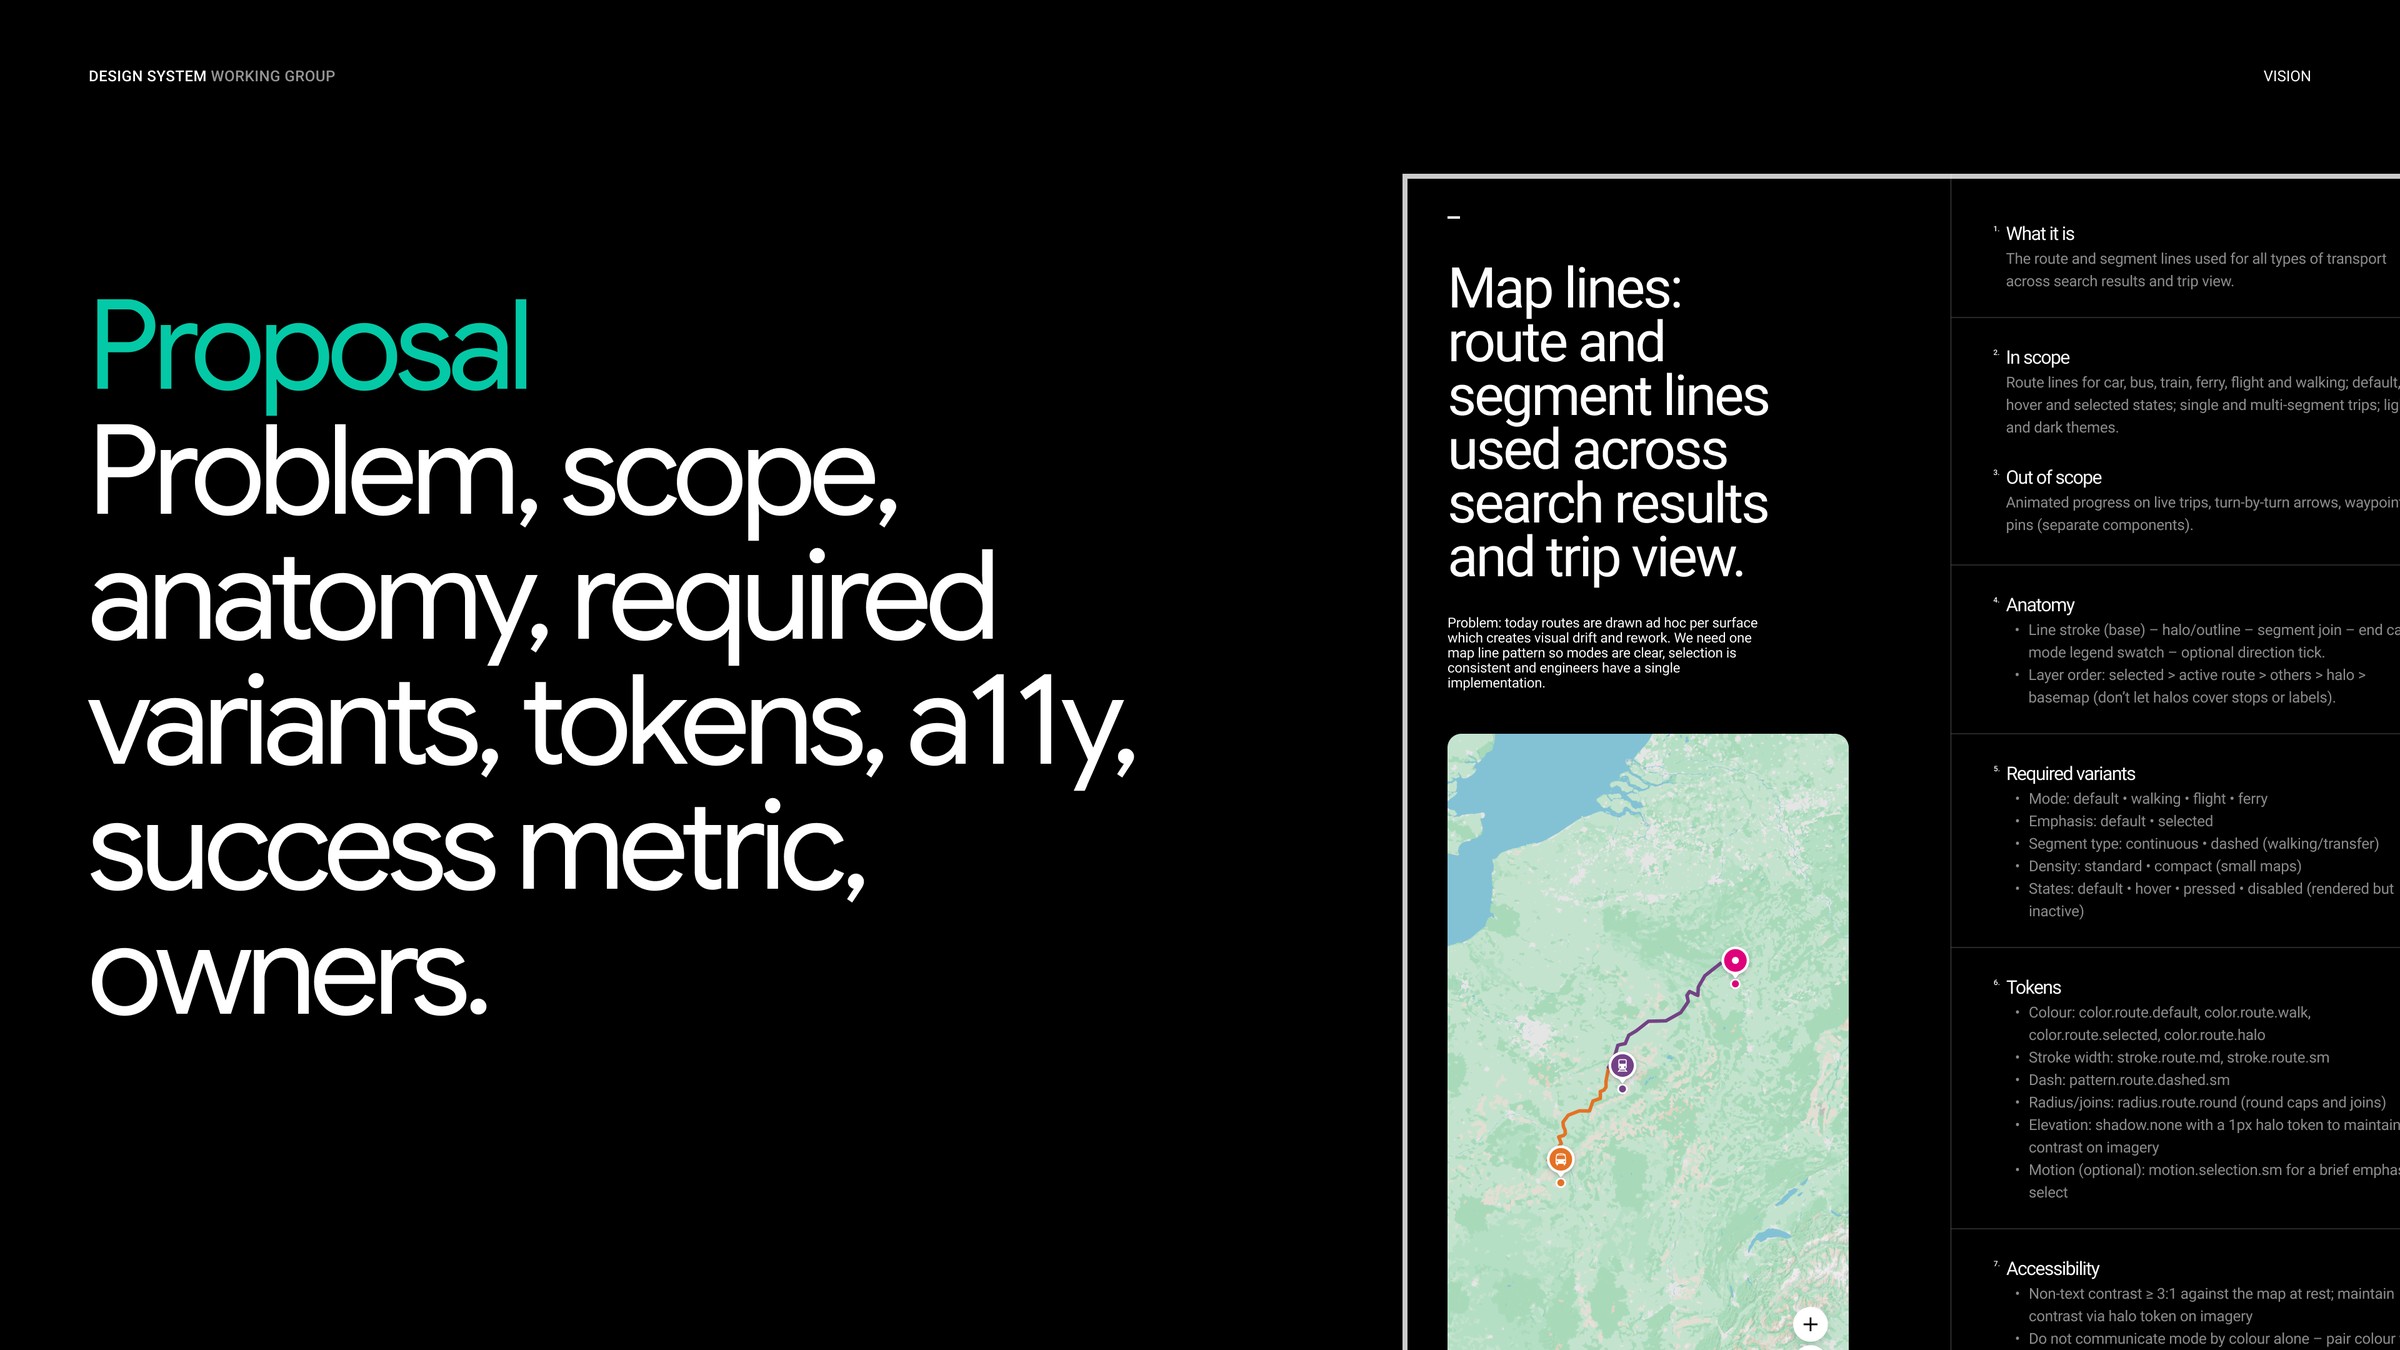 DESIGN SYSTEM WORKING GROUP
VISION
Proposal
Problem, scope,
anatomy, required
variants, tokens, a11y,
success metric,
owners.
Map lines:
route and
segment lines
used across
search results
and trip view.
Problem: today routes are drawn ad hoc per surface
which creates visual drift and rework. We need one
map line pattern so modes are clear, selection is
consistent and engineers have a single
implementation.
1. What it is
The route and segment lines used for all types of transport
across search results and trip view.
2. In scope
Route lines for car, bus, train, ferry, flight and walking; default,
hover and selected states; single and multi-segment trips;
and dark themes.
3. Out of scope
Animated progress on live trips, turn-by-turn arrows,
pins (separate components).
4. Anatomy
• Line stroke (base) – halo/outline – segment join – end
mode legend swatch – optional direction tick.
• Layer order: selected > active route > others > halo >
basemap (don’t let halos cover stops or labels).
5. Required variants
• Mode: default • walking • flight • ferry
• Emphasis: default • selected
• Segment type: continuous • dashed (walking/transfer)
• Density: standard • compact (small maps)
• States: default • hover • pressed • disabled (rendered but
inactive)
6. Tokens
• Colour: color.route.default, color.route.walk,
color.route.selected, color.route.halo
• Stroke width: stroke.route.md, stroke.route.sm
• Dash: pattern.route.dashed.sm
• Radius/joins: radius.route.round (round caps and joins)
• Elevation: shadow.none with a 1px halo token to maintain
contrast on imagery
• Motion (optional): motion.selection.sm for a brief
select
7. Accessibility
• Non-text contrast ≥ 3:1 against the map at rest; maintain
contrast via halo token on imagery
• Do not communicate mode by colour alone – pair colour